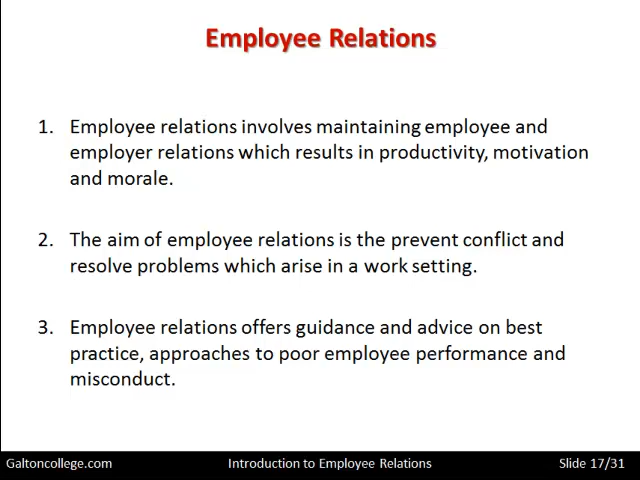 Employee Relations
1. Employee relations involves maintaining employee and
employer relations which results in productivity, motivation
and morale.
2. The aim of employee relations is the prevent conflict and
resolve problems which arise in a work setting.
3. Employee relations offers guidance and advice on best
practice, approaches to poor employee performance and
misconduct.
Galtoncollege.com Introduction to Employee Relations Slide 17/31